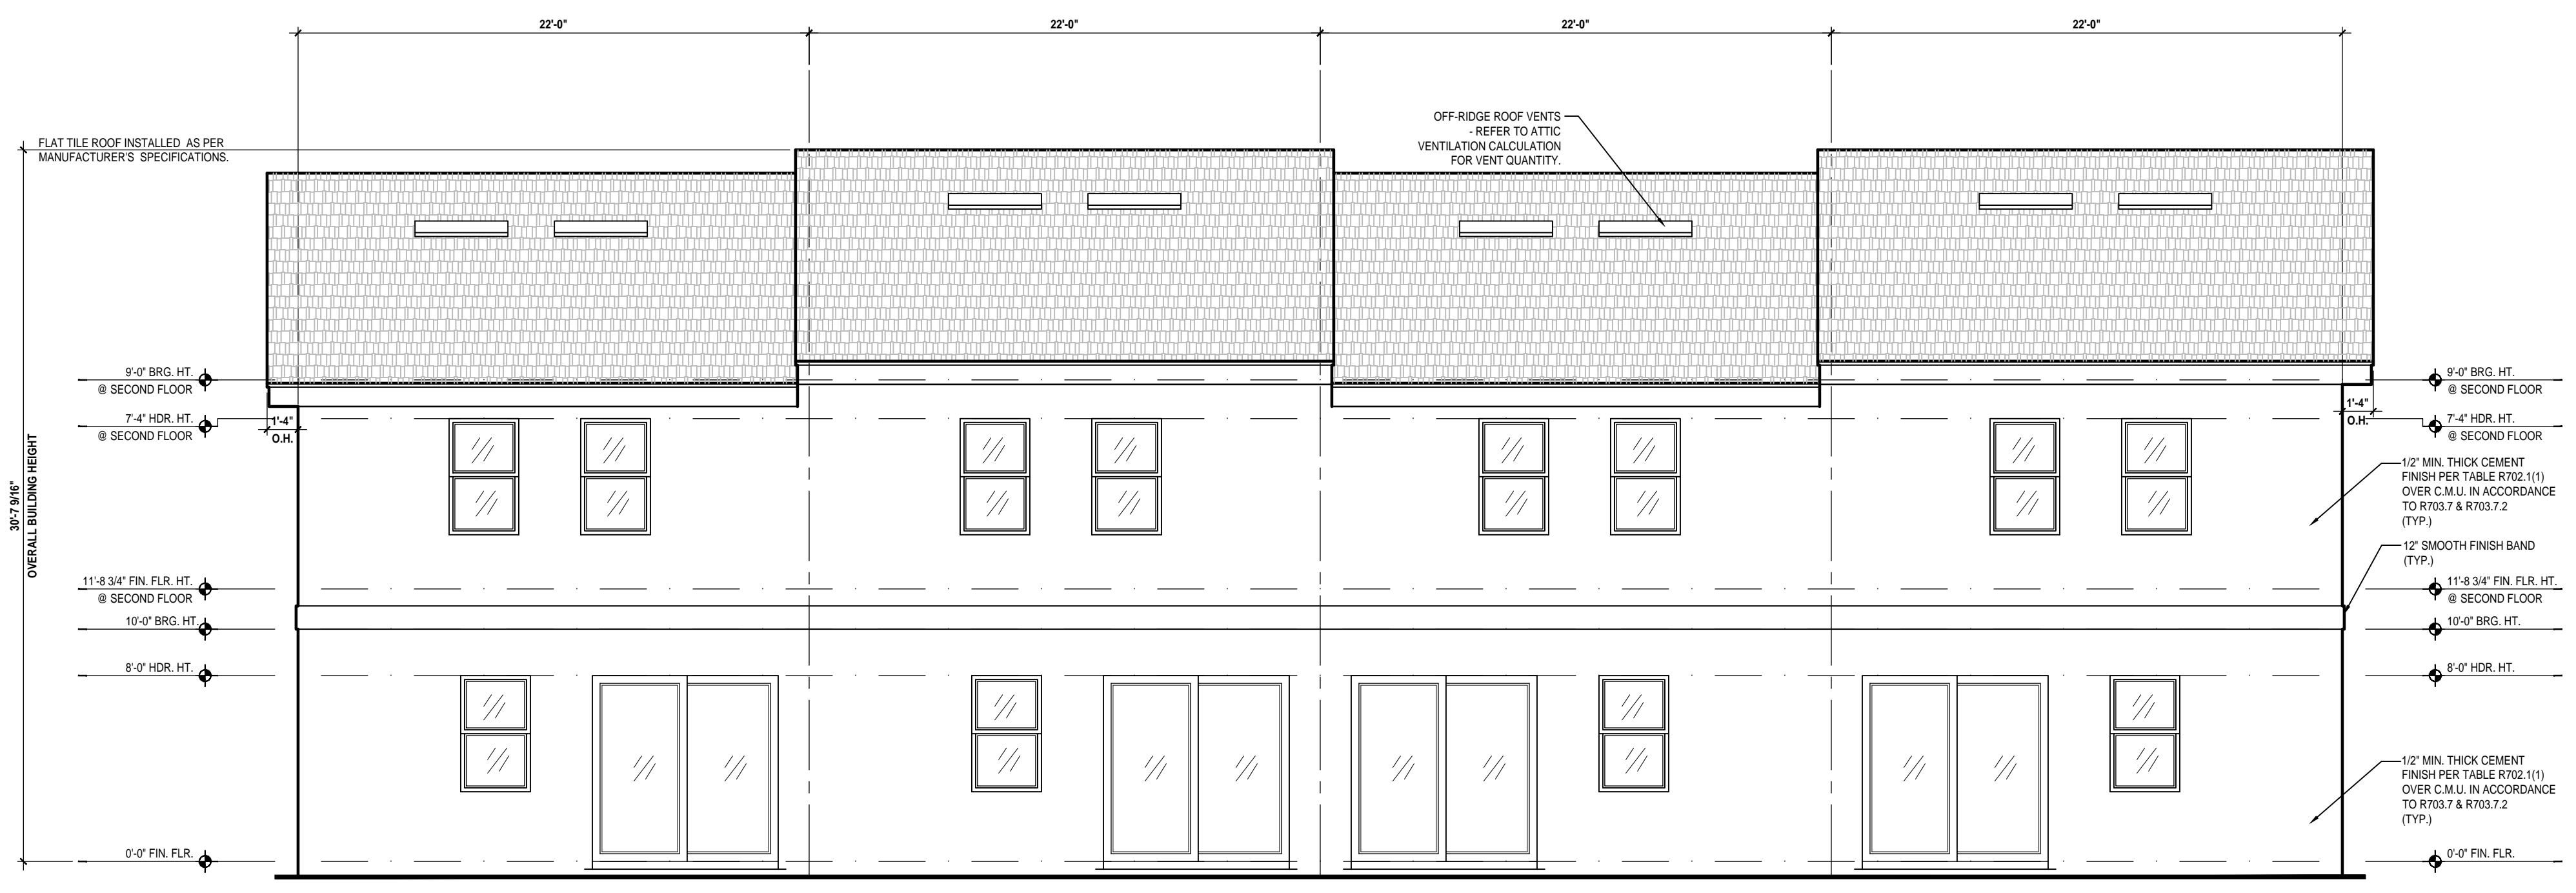 22'-0"
22'-0"
22'-0"
22'-0"
FLAT TILE ROOF INSTALLED AS PER
MANUFACTURER'S SPECIFICATIONS.
OFF-RIDGE ROOF VENTS
- REFER TO ATTIC
VENTILATION CALCULATION
FOR VENT QUANTITY.
30'-7 9/16"
OVERALL BUILDING HEIGHT
9'-0" BRG. HT.
@ SECOND FLOOR
7'-4" HDR. HT.
@ SECOND FLOOR
1'-4"
O.H.
11'-8 3/4" FIN. FLR. HT.
@ SECOND FLOOR
10'-0" BRG. HT.
8'-0" HDR. HT.
0'-0" FIN. FLR.
9'-0" BRG. HT.
@ SECOND FLOOR
1'-4"
O.H.
7'-4" HDR. HT.
@ SECOND FLOOR
1/2" MIN. THICK CEMENT
FINISH PER TABLE R702.1(1)
OVER C.M.U. IN ACCORDANCE
TO R703.7 & R703.7.2
(TYP.)
12" SMOOTH FINISH BAND
(TYP.)
11'-8 3/4" FIN. FLR. HT.
@ SECOND FLOOR
10'-0" BRG. HT.
8'-0" HDR. HT.
1/2" MIN. THICK CEMENT
FINISH PER TABLE R702.1(1)
OVER C.M.U. IN ACCORDANCE
TO R703.7 & R703.7.2
(TYP.)
0'-0" FIN. FLR.